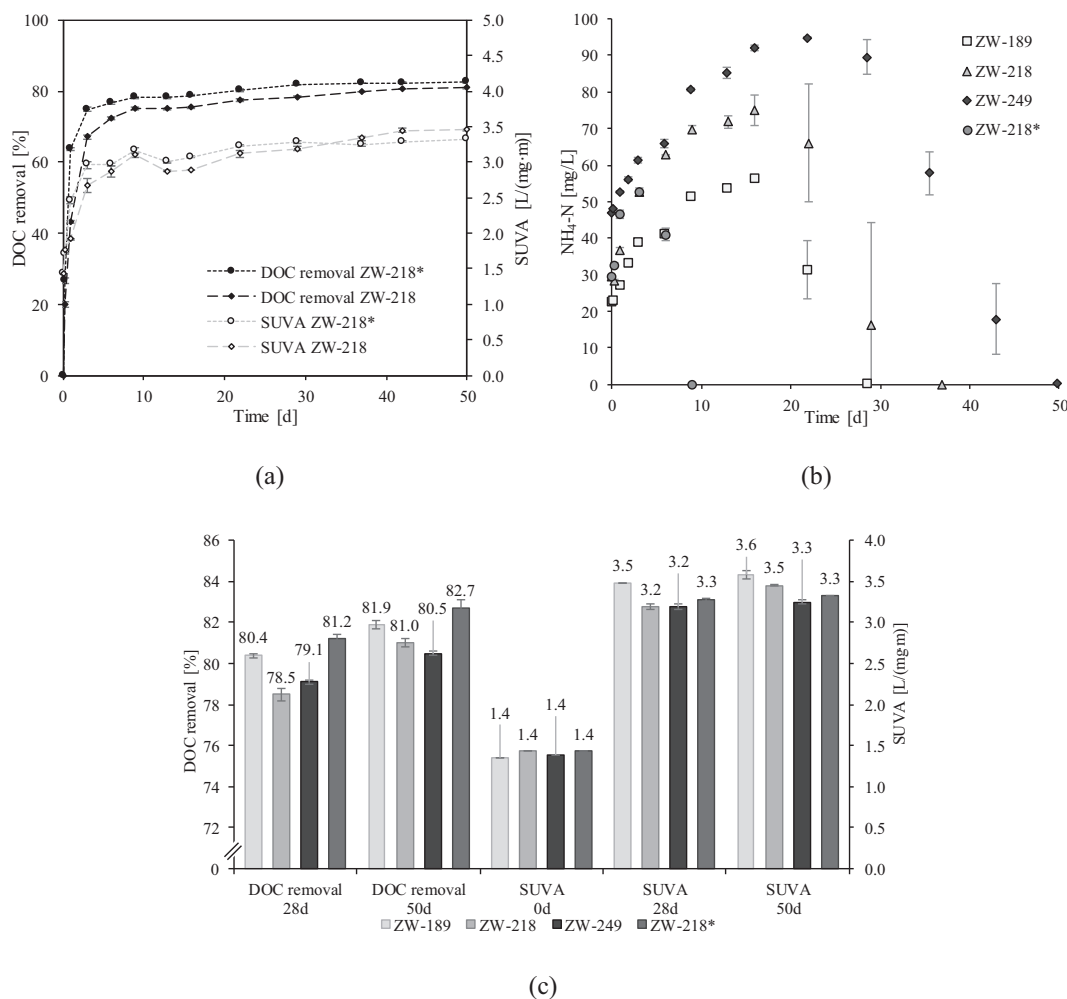 100
80
60
40
20
0
DOC removal [%]
5.0
4.5
4.0
3.5
3.0
2.5
2.0
1.5
1.0
0.5
0.0
SUVA [L/(mg·m)]
DOC removal ZW-218*
DOC removal ZW-218
SUVA ZW-218*
SUVA ZW-218
0 10 20 30 40 50
Time [d]
(a)
100
90
80
70
60
50
40
30
20
10
0
NH4-N [mg/L]
ZW-189
ZW-218
ZW-249
ZW-218*
0 10 20 30 40 50
Time [d]
(b)
86
84
82
80
78
76
74
72
0
DOC removal [%]
80.4 78.5 79.1 81.2
81.9 81.0 80.5 82.7
1.4 1.4 1.4 1.4
3.5 3.2 3.2 3.3
3.6 3.5 3.3 3.3
4.0
3.5
3.0
2.5
2.0
1.5
1.0
0.5
0.0
SUVA [L/(mg·m)]
DOC removal DOC removal SUVA SUVA SUVA
28d 50d 0d 28d 50d
ZW-189 ZW-218 ZW-249 ZW-218*
(c)